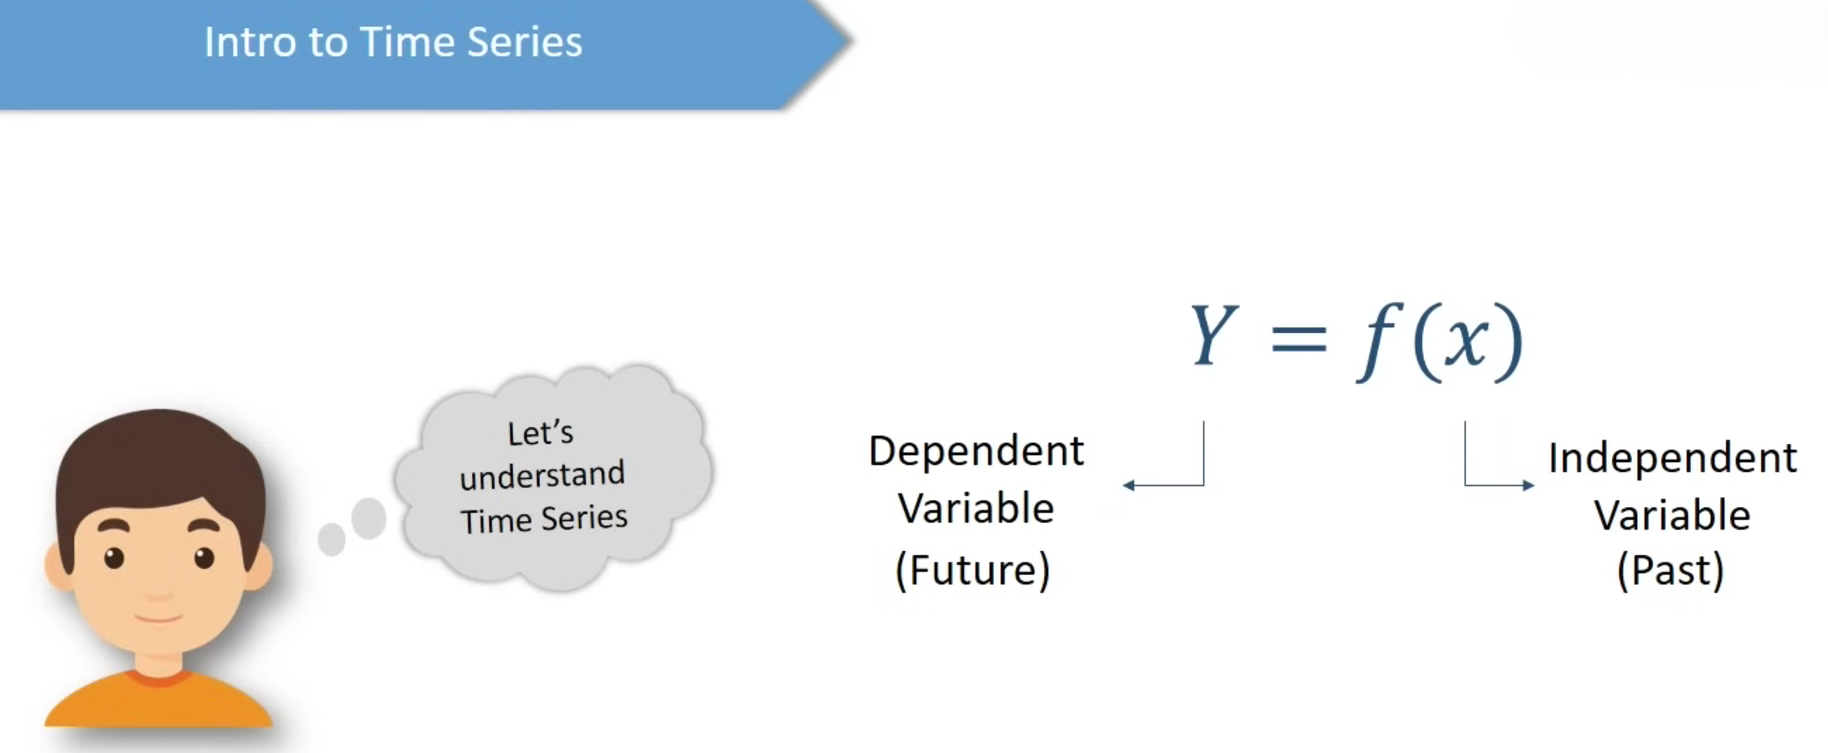 Intro to Time Series
Let's
understand
Time Series
Y = f(x)
Dependent
Variable
(Future)
Independent
Variable
(Past)